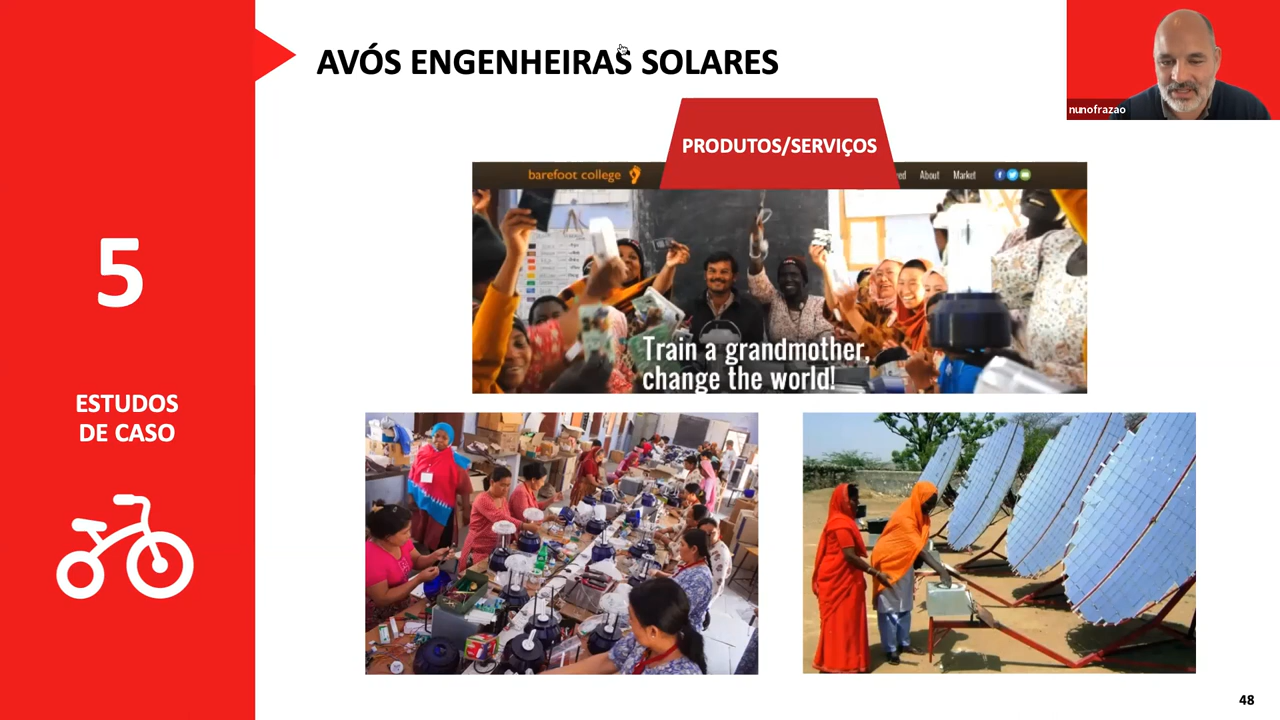 AVÓS ENGENHEIRAS SOLARES
nunofrazao
PRODUTOS/SERVIÇOS
barefoot college
About
Market
Train a grandmother,
change the world!
5
ESTUDOS
DE CASO
48